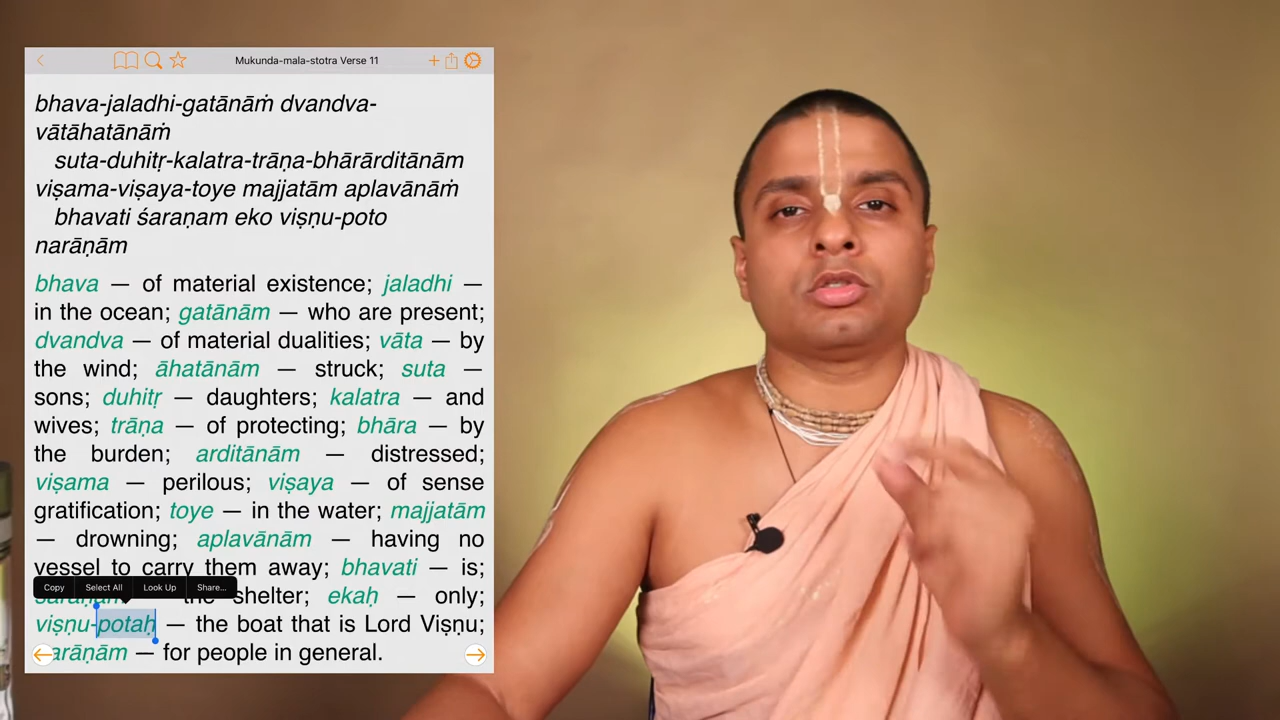 Mukunda-mala-stotra Verse 11
bhava-jaladhi-gatānāṁ dvandva-
vātāhatānāṁ
suta-duhitṛ-kalatra-trāṇa-bhārārditānām
viṣama-viṣaya-toye majjatām aplavānāṁ
bhavati śaraṇam eko viṣṇu-poto
narāṇām
bhava — of material existence; jaladhi —
in the ocean; gatānām — who are present;
dvandva — of material dualities; vāta — by
the wind; āhatānām — struck; suta —
sons; duhitṛ — daughters; kalatra — and
wives; trāṇa — of protecting; bhāra — by
the burden; arditānām — distressed;
viṣama — perilous; viṣaya — of sense
gratification; toye — in the water; majjatām
— drowning; aplavānām — having no
vessel to carry them away; bhavati — is;
Copy Select All Look Up Share...
the shelter; ekaḥ — only;
viṣṇu-potaḥ — the boat that is Lord Viṣṇu;
arāṇām — for people in general.